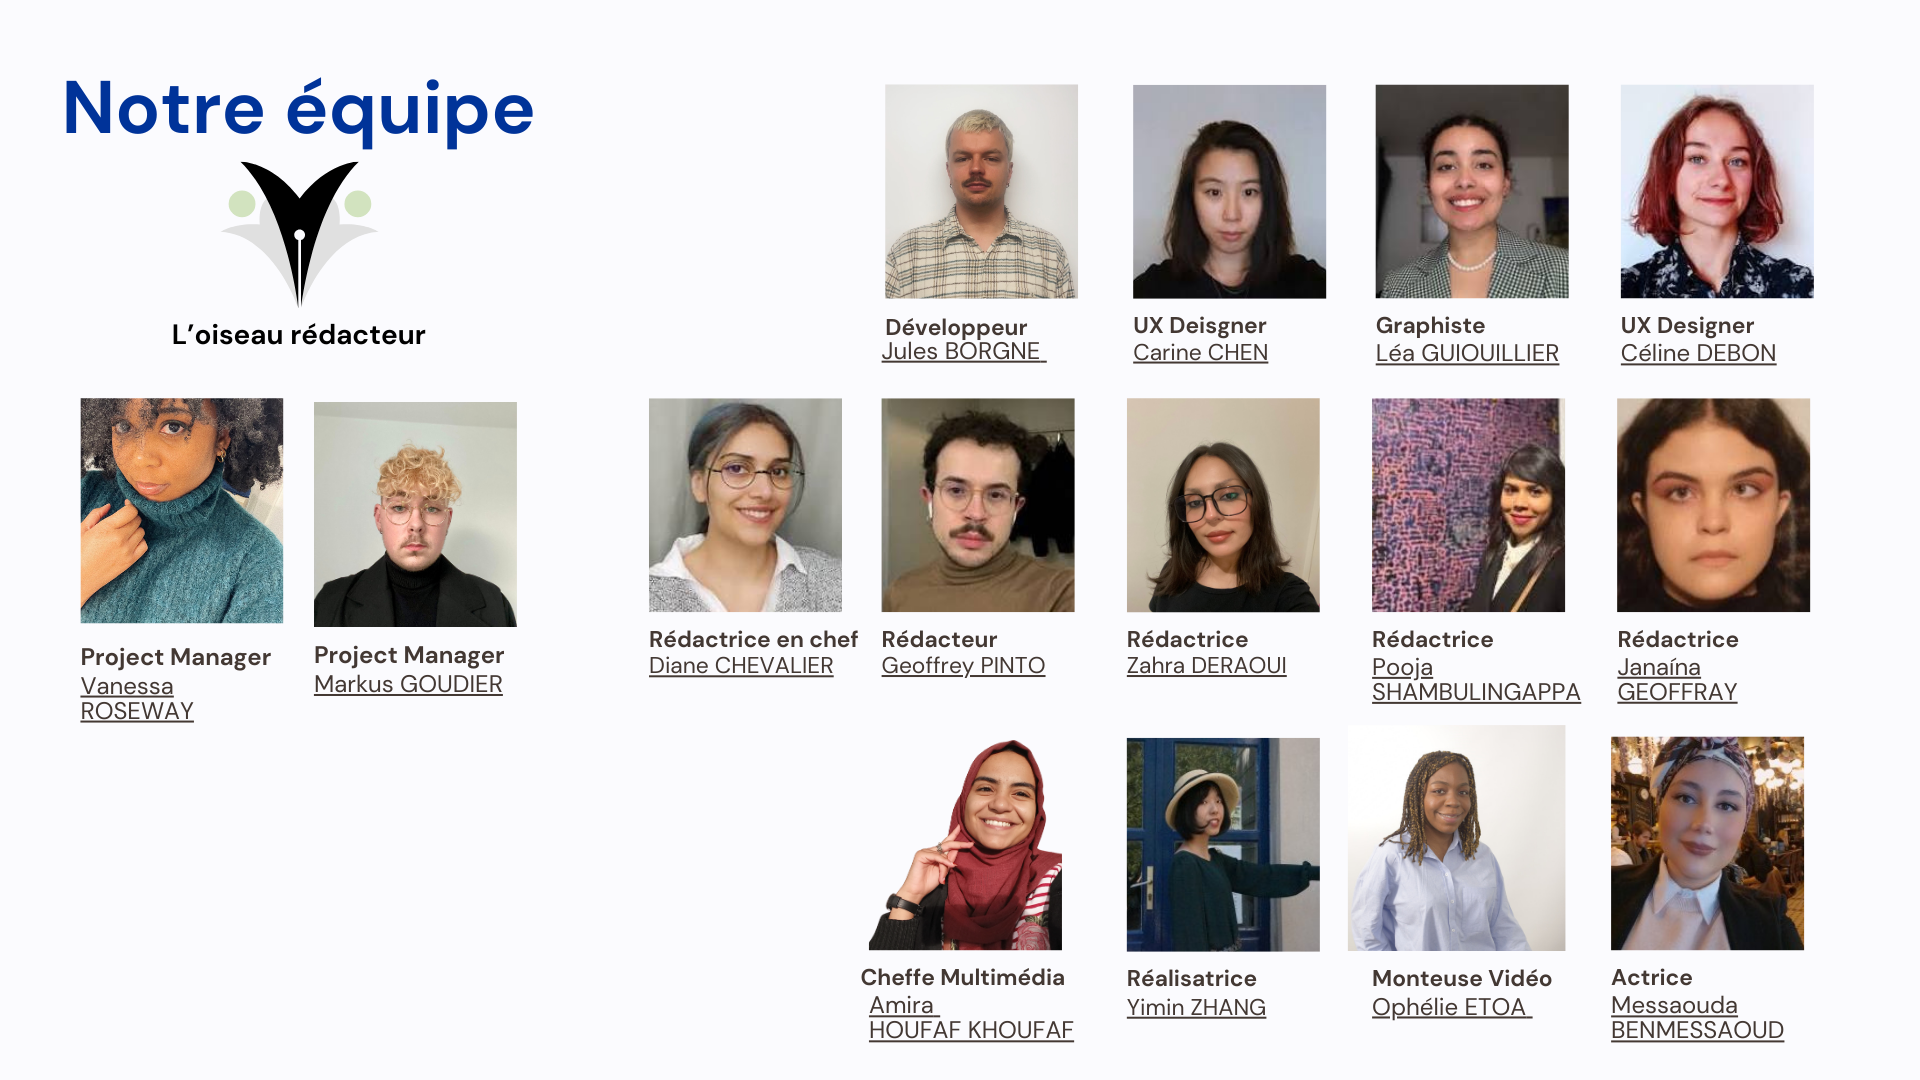 Notre équipe
L’oiseau rédacteur
Développeur
Jules BORGNE
UX Deisgner
Carine CHEN
Graphiste
Léa GUIOUILLIER
UX Designer
Céline DEBON
Project Manager
Vanessa
ROSEWAY
Project Manager
Markus GOUDIER
Rédactrice en chef
Diane CHEVALIER
Rédacteur
Geoffrey PINTO
Rédactrice
Zahra DERAOUI
Rédactrice
Pooja
SHAMBULINGAPPA
Rédactrice
Janaína
GEOFFRAY
Cheffe Multimédia
Amira
HOUFAF KHOUFAF
Réalisatrice
Yimin ZHANG
Monteuse Vidéo
Ophélie ETOA
Actrice
Messaouda
BENMESSAOUD